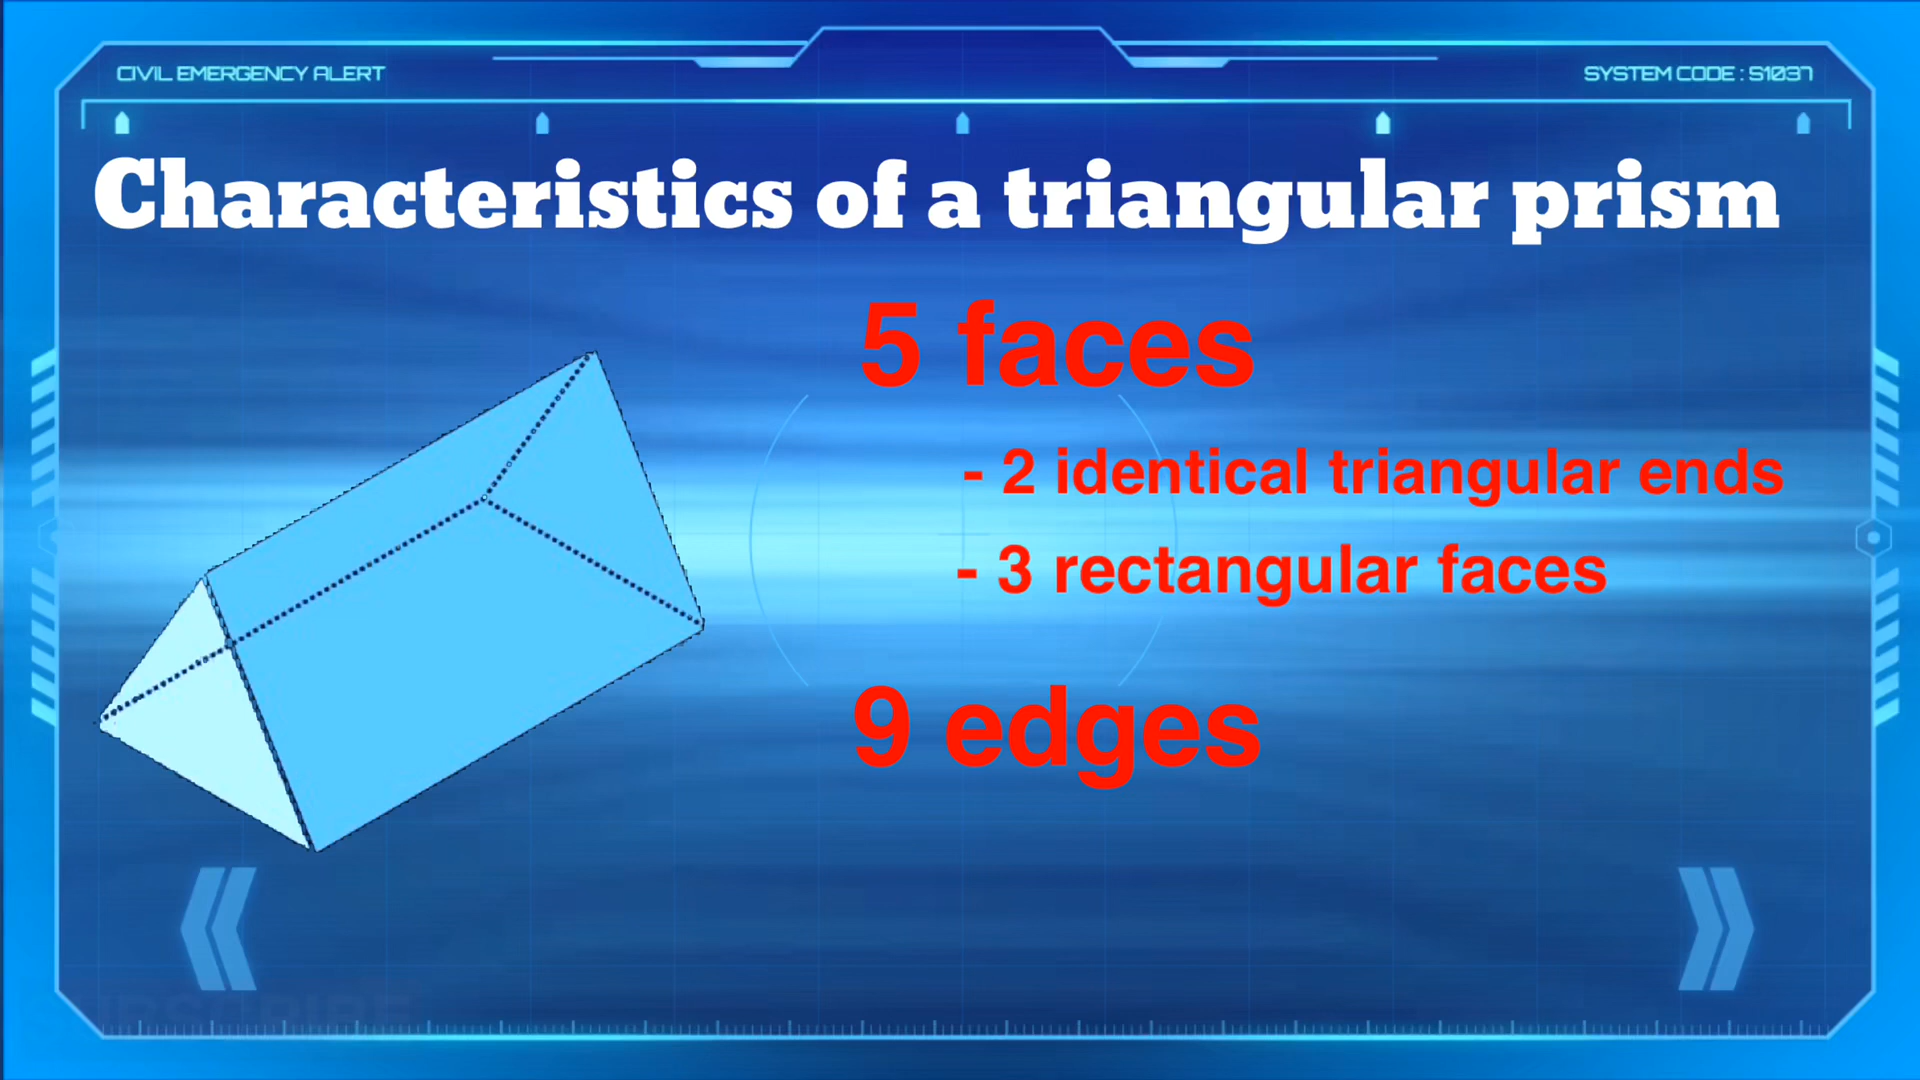 CIVIL EMERGENCY ALERT
SYSTEM CODE : S1037
Characteristics of a triangular prism
5 faces
- 2 identical triangular ends
- 3 rectangular faces
9 edges
SUBSCRIBE